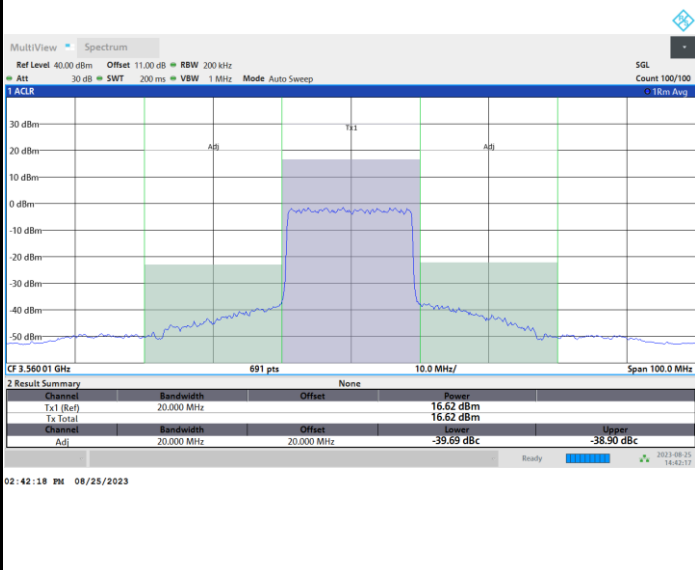 MultiView Spectrum
Ref Level 40.00 dBm Offset 11.00 dB RBW 200 kHz SGL
Att 30 dB SWT 200 ms VBW 1 MHz Mode Auto Sweep Count 100/100
1 ACLR 1Rm Avg
30 dBm
Tx1
20 dBm Adj Adj
10 dBm
0 dBm
-10 dBm
-20 dBm
-30 dBm
-40 dBm
-50 dBm
CF 3.560 01 GHz 691 pts 10.0 MHz/ Span 100.0 MHz
2 Result Summary None
Channel Bandwidth Offset Power
Tx1 (Ref) 20.000 MHz 16.62 dBm
Tx Total 16.62 dBm
Channel Bandwidth Offset Lower Upper
Adj 20.000 MHz 20.000 MHz -39.69 dBc -38.90 dBc
Ready 2023-08-25
14:42:17
02:42:18 PM 08/25/2023